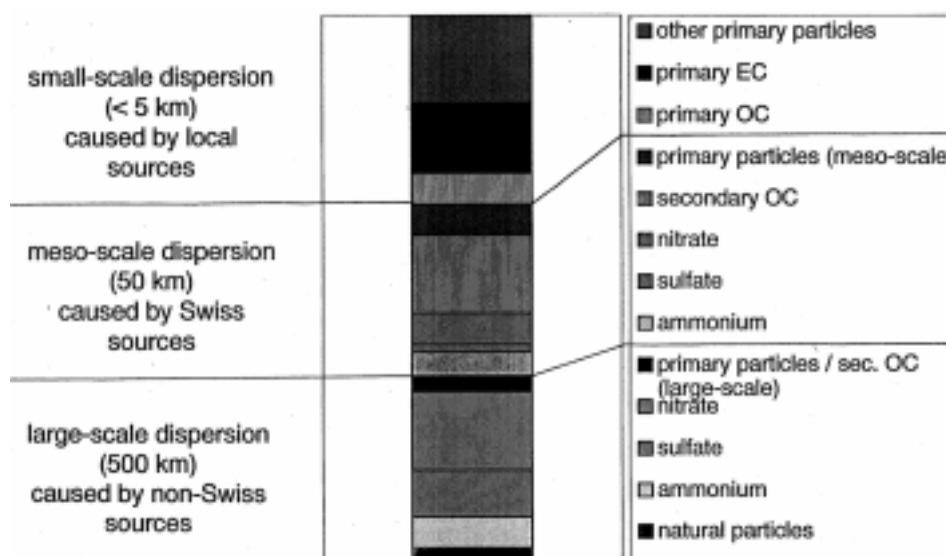 small-scale dispersion
(< 5 km)
caused by local
sources
meso-scale dispersion
(50 km)
caused by Swiss
sources
large-scale dispersion
(500 km)
caused by non-Swiss
sources
other primary particles
primary EC
primary OC
primary particles (meso-scale
secondary OC
nitrate
sulfate
ammonium
primary particles / sec. OC
(large-scale)
nitrate
sulfate
ammonium
natural particles